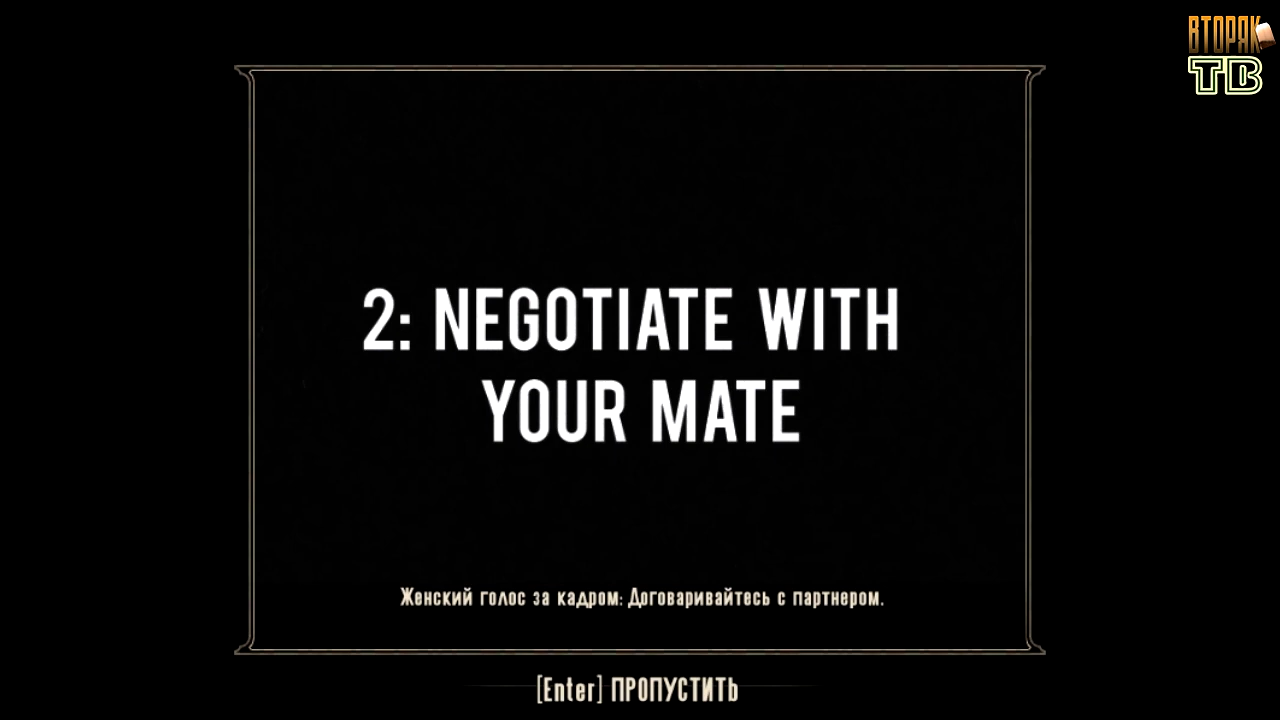 ВТОРЯК
ТВ
2: NEGOTIATE WITH
YOUR MATE
Женский голос за кадром: Договаривайтесь с партнером.
[Enter] ПРОПУСТИТЬ